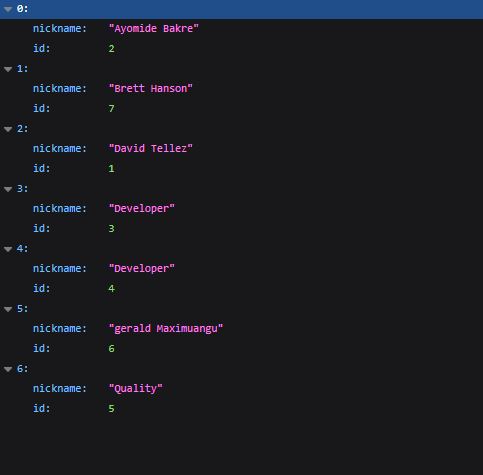 0:
nickname: "Ayomide Bakre"
id: 2
1:
nickname: "Brett Hanson"
id: 7
2:
nickname: "David Tellez"
id: 1
3:
nickname: "Developer"
id: 3
4:
nickname: "Developer"
id: 4
5:
nickname: "gerald Maximuangu"
id: 6
6:
nickname: "Quality"
id: 5